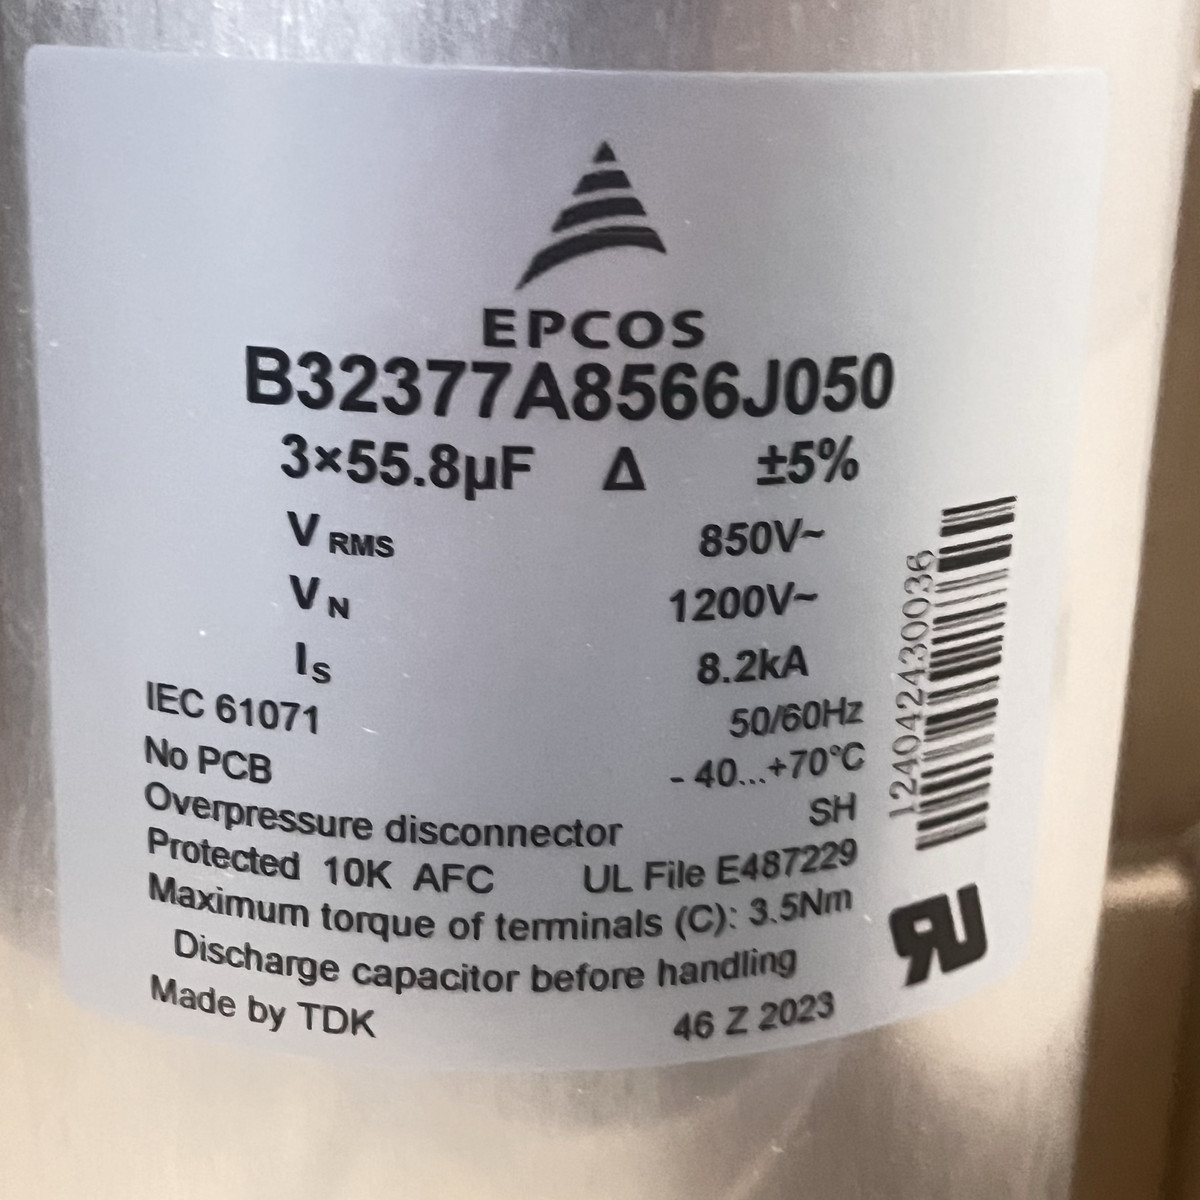 EPCOS
B32377A8566J050
3×55.8µF Δ ±5%
V RMS 850V~
V N 1200V~
I S 8.2kA
IEC 61071 50/60Hz
No PCB - 40...+70°C
Overpressure disconnector SH
Protected 10K AFC UL File E487229
Maximum torque of terminals (C): 3.5Nm
Discharge capacitor before handling
Made by TDK 46 Z 2023
124042430036